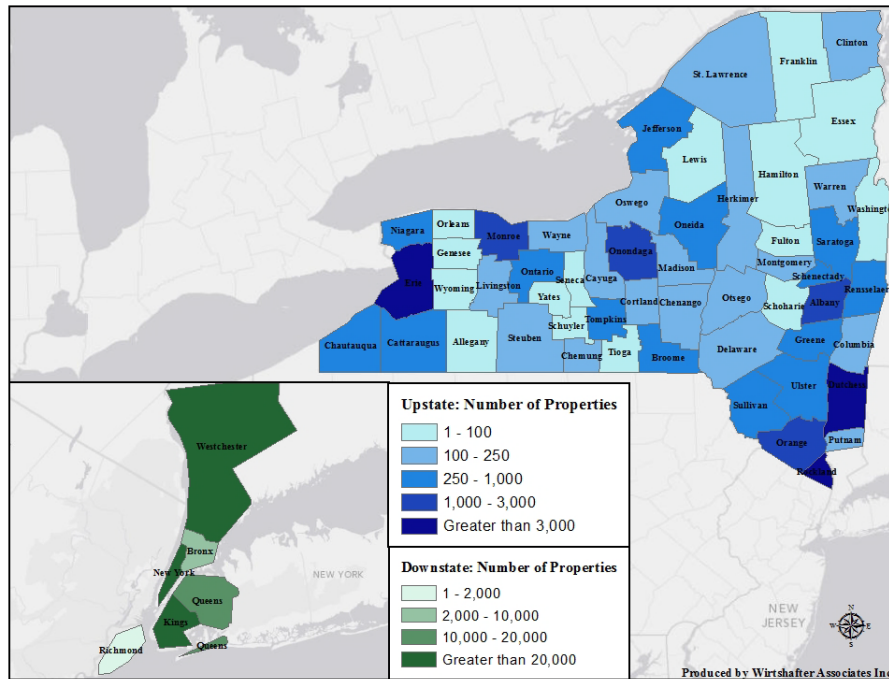 Clinton
Franklin
St. Lawrence
Essex
Jefferson
Lewis
Hamilton
Warren
Washington
Oswego
Herkimer
Oneida
Niagara
Orleans
Monroe
Wayne
Fulton
Saratoga
Genesee
Onondaga
Madison
Montgomery
Schenectady
Rensselaer
Erie
Wyoming
Livingston
Ontario
Seneca
Cayuga
Yates
Cortland
Chenango
Otsego
Schoharie
Albany
Schuyler
Tompkins
Chautauqua
Cattaraugus
Allegany
Steuben
Chemung
Tioga
Broome
Delaware
Greene
Columbia
Ulster
Dutchess
Sullivan
Orange
Putnam
Rockland
Westchester
Bronx
New York
Queens
Kings
Queens
Richmond
NEW YORK
Upstate: Number of Properties
1 - 100
100 - 250
250 - 1,000
1,000 - 3,000
Greater than 3,000
Downstate: Number of Properties
1 - 2,000
2,000 - 10,000
10,000 - 20,000
Greater than 20,000
NEW
JERSEY
N
W E
S
Produced by Wirtshafter Associates Inc